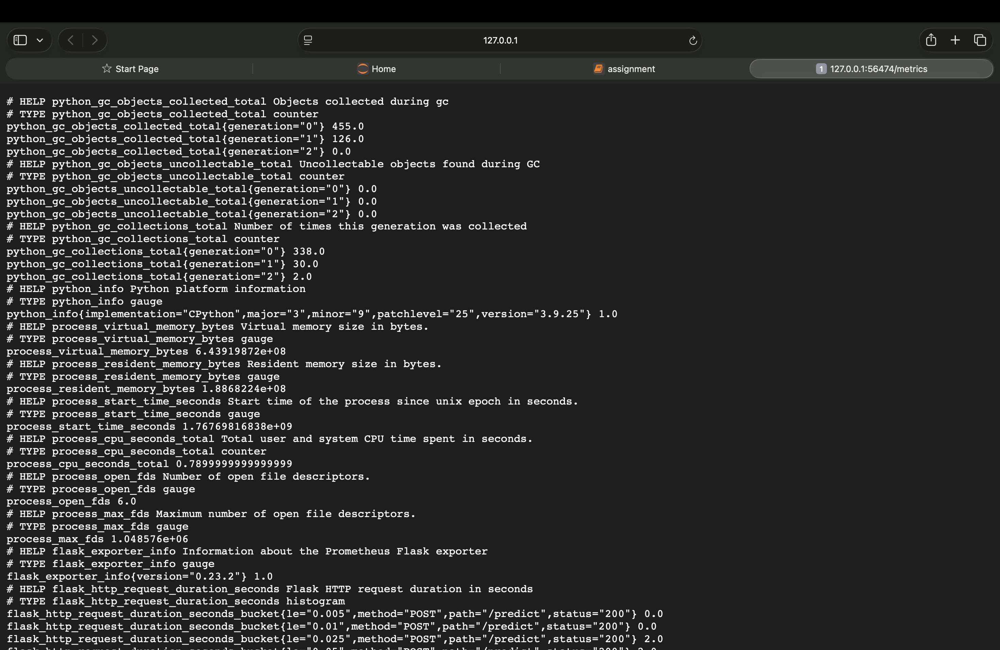 127.0.0.1
Start Page
Home
assignment
1 127.0.0.1:56474/metrics
# HELP python_gc_objects_collected_total Objects collected during gc
# TYPE python_gc_objects_collected_total counter
python_gc_objects_collected_total{generation="0"} 455.0
python_gc_objects_collected_total{generation="1"} 126.0
python_gc_objects_collected_total{generation="2"} 0.0
# HELP python_gc_objects_uncollectable_total Uncollectable objects found during GC
# TYPE python_gc_objects_uncollectable_total counter
python_gc_objects_uncollectable_total{generation="0"} 0.0
python_gc_objects_uncollectable_total{generation="1"} 0.0
python_gc_objects_uncollectable_total{generation="2"} 0.0
# HELP python_gc_collections_total Number of times this generation was collected
# TYPE python_gc_collections_total counter
python_gc_collections_total{generation="0"} 338.0
python_gc_collections_total{generation="1"} 30.0
python_gc_collections_total{generation="2"} 2.0
# HELP python_info Python platform information
# TYPE python_info gauge
python_info{implementation="CPython",major="3",minor="9",patchlevel="25",version="3.9.25"} 1.0
# HELP process_virtual_memory_bytes Virtual memory size in bytes.
# TYPE process_virtual_memory_bytes gauge
process_virtual_memory_bytes 6.43919872e+08
# HELP process_resident_memory_bytes Resident memory size in bytes.
# TYPE process_resident_memory_bytes gauge
process_resident_memory_bytes 1.8868224e+08
# HELP process_start_time_seconds Start time of the process since unix epoch in seconds.
# TYPE process_start_time_seconds gauge
process_start_time_seconds 1.76769816838e+09
# HELP process_cpu_seconds_total Total user and system CPU time spent in seconds.
# TYPE process_cpu_seconds_total counter
process_cpu_seconds_total 0.7899999999999999
# HELP process_open_fds Number of open file descriptors.
# TYPE process_open_fds gauge
process_open_fds 6.0
# HELP process_max_fds Maximum number of open file descriptors.
# TYPE process_max_fds gauge
process_max_fds 1.048576e+06
# HELP flask_exporter_info Information about the Prometheus Flask exporter
# TYPE flask_exporter_info gauge
flask_exporter_info{version="0.23.2"} 1.0
# HELP flask_http_request_duration_seconds Flask HTTP request duration in seconds
# TYPE flask_http_request_duration_seconds histogram
flask_http_request_duration_seconds_bucket{le="0.005",method="POST",path="/predict",status="200"} 0.0
flask_http_request_duration_seconds_bucket{le="0.01",method="POST",path="/predict",status="200"} 0.0
flask_http_request_duration_seconds_bucket{le="0.025",method="POST",path="/predict",status="200"} 2.0